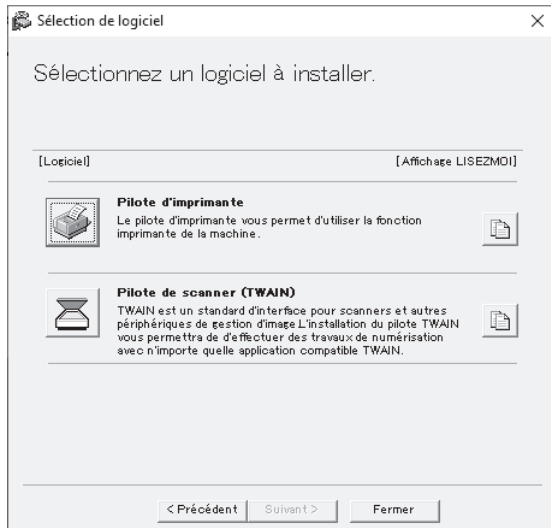 Sélection de logiciel
Sélectionnez un logiciel à installer.
[Logiciel] [Affichage LISEZMOI]
Pilote d'imprimante
Le pilote d'imprimante vous permet d'utiliser la fonction
imprimante de la machine.
Pilote de scanner (TWAIN)
TWAIN est un standard d'interface pour scanners et autres
périphériques de gestion d'image L'installation du pilote TWAIN
vous permettra de d'effectuer des travaux de numérisation
avec n'importe quelle application compatible TWAIN.
< Précédent Suivant > Fermer